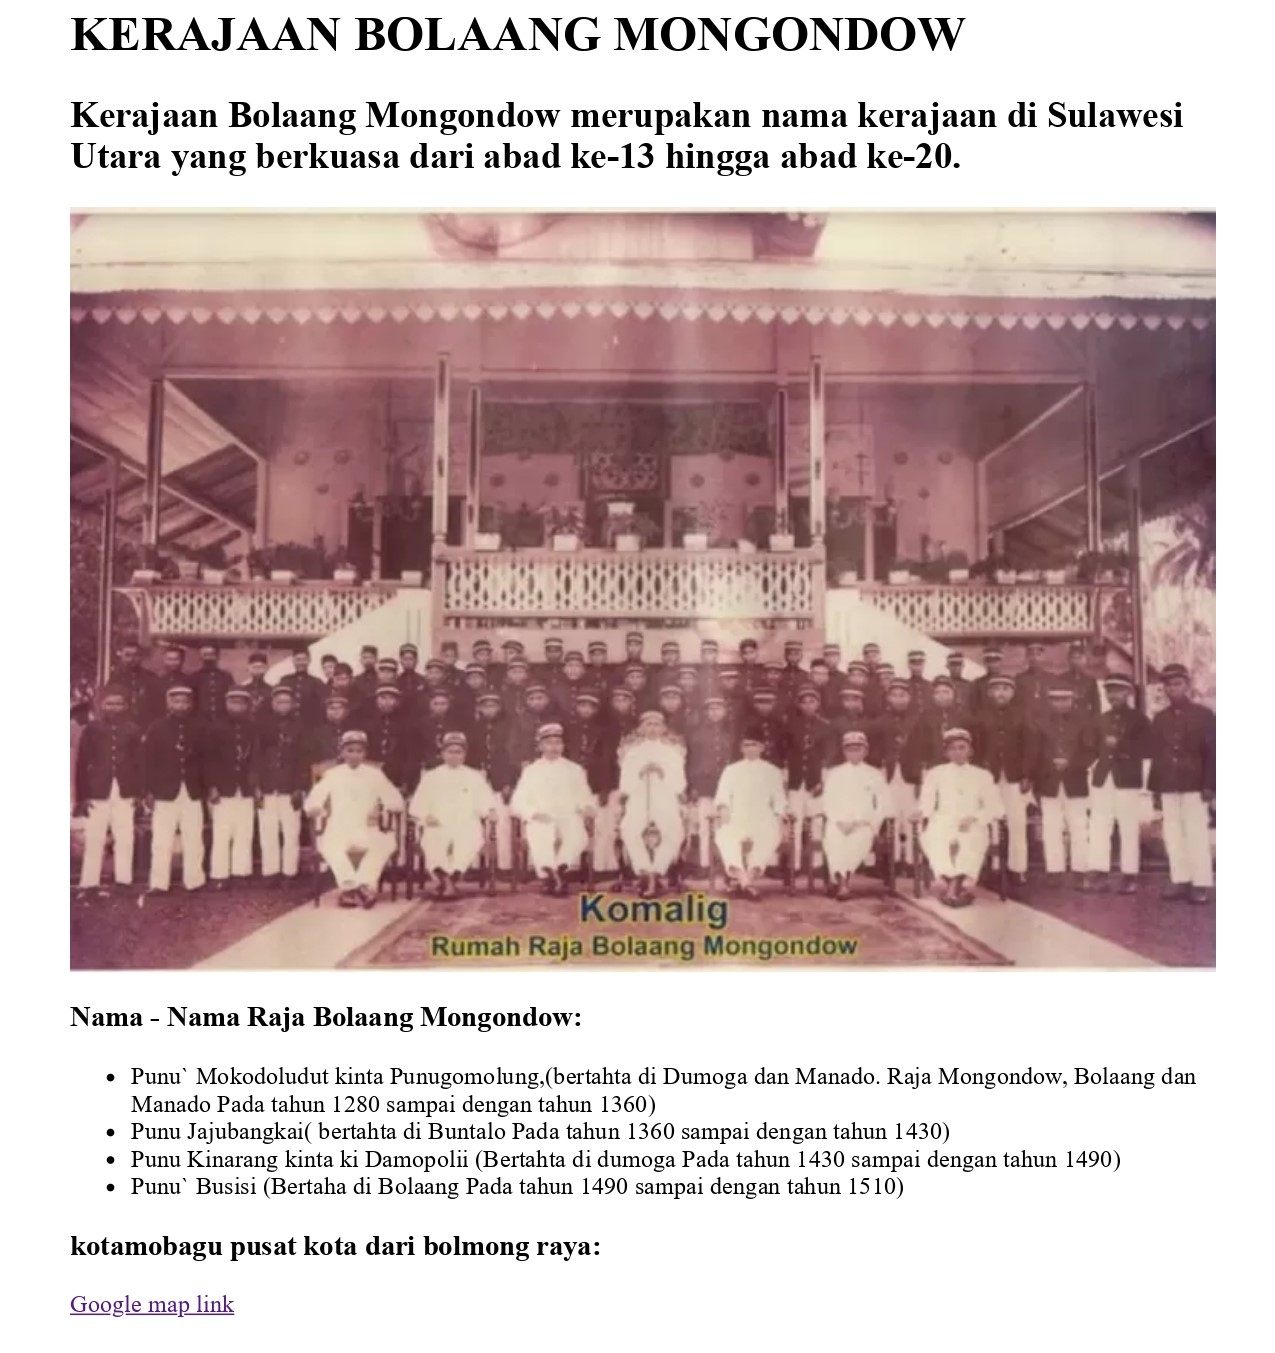 KERAJAAN BOLAANG MONGONDOW
Kerajaan Bolaang Mongondow merupakan nama kerajaan di Sulawesi
Utara yang berkuasa dari abad ke-13 hingga abad ke-20.
Komalig
Rumah Raja Bolaang Mongondow
Nama - Nama Raja Bolaang Mongondow:
• Punu` Mokodoludut kinta Punugomolung,(bertahta di Dumoga dan Manado. Raja Mongondow, Bolaang dan
Manado Pada tahun 1280 sampai dengan tahun 1360)
• Punu Jajubangkai( bertahta di Buntalo Pada tahun 1360 sampai dengan tahun 1430)
• Punu Kinarang kinta ki Damopolii (Bertahta di dumoga Pada tahun 1430 sampai dengan tahun 1490)
• Punu` Busisi (Bertaha di Bolaang Pada tahun 1490 sampai dengan tahun 1510)
kotamobagu pusat kota dari bolmong raya:
Google map link